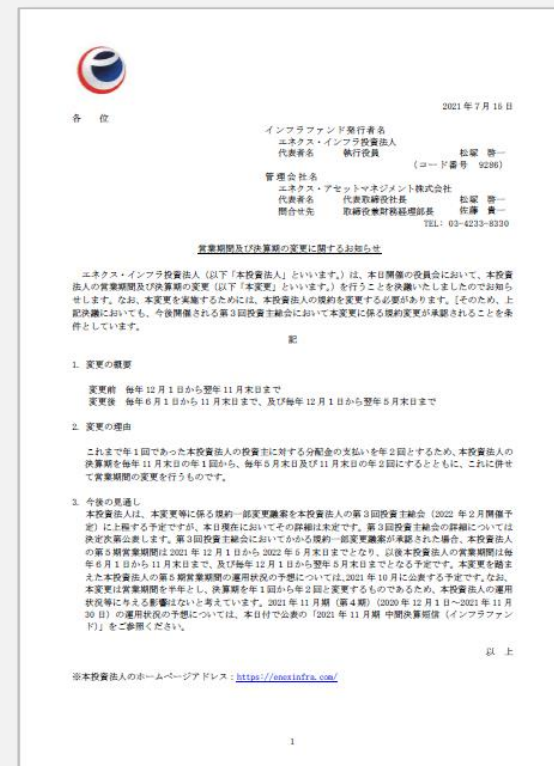 2021年7月15日
各 位
インフラファンド発行者名
エネクス・インフラ投資法人
代表者名 執行役員 松塚 啓一
(コード番号 9286)
管理会社名
エネクス・アセットマネジメント株式会社
代表者名 代表取締役社長 松塚 啓一
問合せ先 取締役兼財務経理部長 佐藤 貴一
TEL: 03-4233-8330
営業期間及び決算期の変更に関するお知らせ
エネクス・インフラ投資法人(以下「本投資法人」といいます。)は、本日開催の役員会において、本投資
法人の営業期間及び決算期の変更(以下「本変更」といいます。)を行うことを決議いたしましたのでお知ら
せします。なお、本変更を実施するためには、本投資法人の規約を変更する必要があります。[そのため、上
記決議においても、今後開催される第3回投資主総会において本変更に係る規約変更が承認されることを条
件としています。
記
1. 変更の概要
変更前 毎年12月1日から翌年11月末日まで
変更後 毎年6月1日から11月末日まで、及び毎年12月1日から翌年5月末日まで
2. 変更の理由
これまで年1回であった本投資法人の投資主に対する分配金の支払いを年2回とするため、本投資法人の
決算期を毎年11月末日の年1回から、毎年5月末日及び11月末日の年2回にするとともに、これに併せ
て営業期間の変更を行うものです。
3. 今後の見通し
本投資法人は、本変更等に係る規約一部変更議案を本投資法人の第3回投資主総会(2022年2月開催予
定)に上程する予定ですが、本日現在においてその詳細は未定です。第3回投資主総会の詳細については
決定次第公表します。第3回投資主総会においてかかる規約一部変更議案が承認された場合、本投資法人
の第5期営業期間は2021年12月1日から2022年5月末日までとなり、以後本投資法人の営業期間は毎
年6月1日から11月末日まで、及び毎年12月1日から翌年5月末日までとなる予定です。本変更を踏ま
えた本投資法人の第5期営業期間の運用状況の予想については、2021年10月に公表する予定です。なお、
本変更は営業期間を半年とし、決算期を年1回から年2回と変更するものであるため、本投資法人の運用
状況等に与える影響はないと考えています。2021年11月期(第4期)(2020年12月1日~2021年11月
30日)の運用状況の予想については、本日付で公表の「2021年11月期 中間決算短信(インフラファン
ド)」をご参照ください。
以 上
※本投資法人のホームページアドレス:https://enexinfra.com/
1